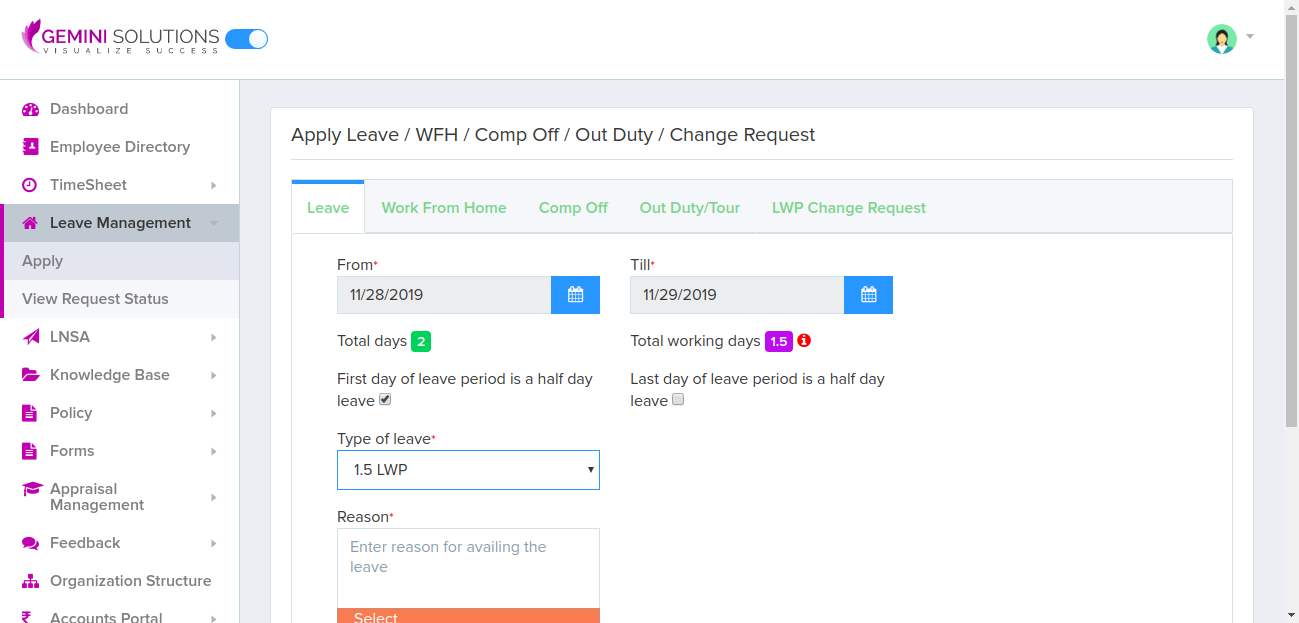 GEMINI SOLUTIONS
VISUALIZE SUCCESS
Dashboard
Employee Directory
TimeSheet
Leave Management
Apply
View Request Status
LNSA
Knowledge Base
Policy
Forms
Appraisal
Management
Feedback
Organization Structure
Accounts Portal
Apply Leave / WFH / Comp Off / Out Duty / Change Request
Leave Work From Home Comp Off Out Duty/Tour LWP Change Request
From* Till*
11/28/2019 11/29/2019
Total days 2 Total working days 1.5
First day of leave period is a half day
leave
Last day of leave period is a half day
leave
Type of leave*
1.5 LWP
Reason*
Enter reason for availing the
leave
Select